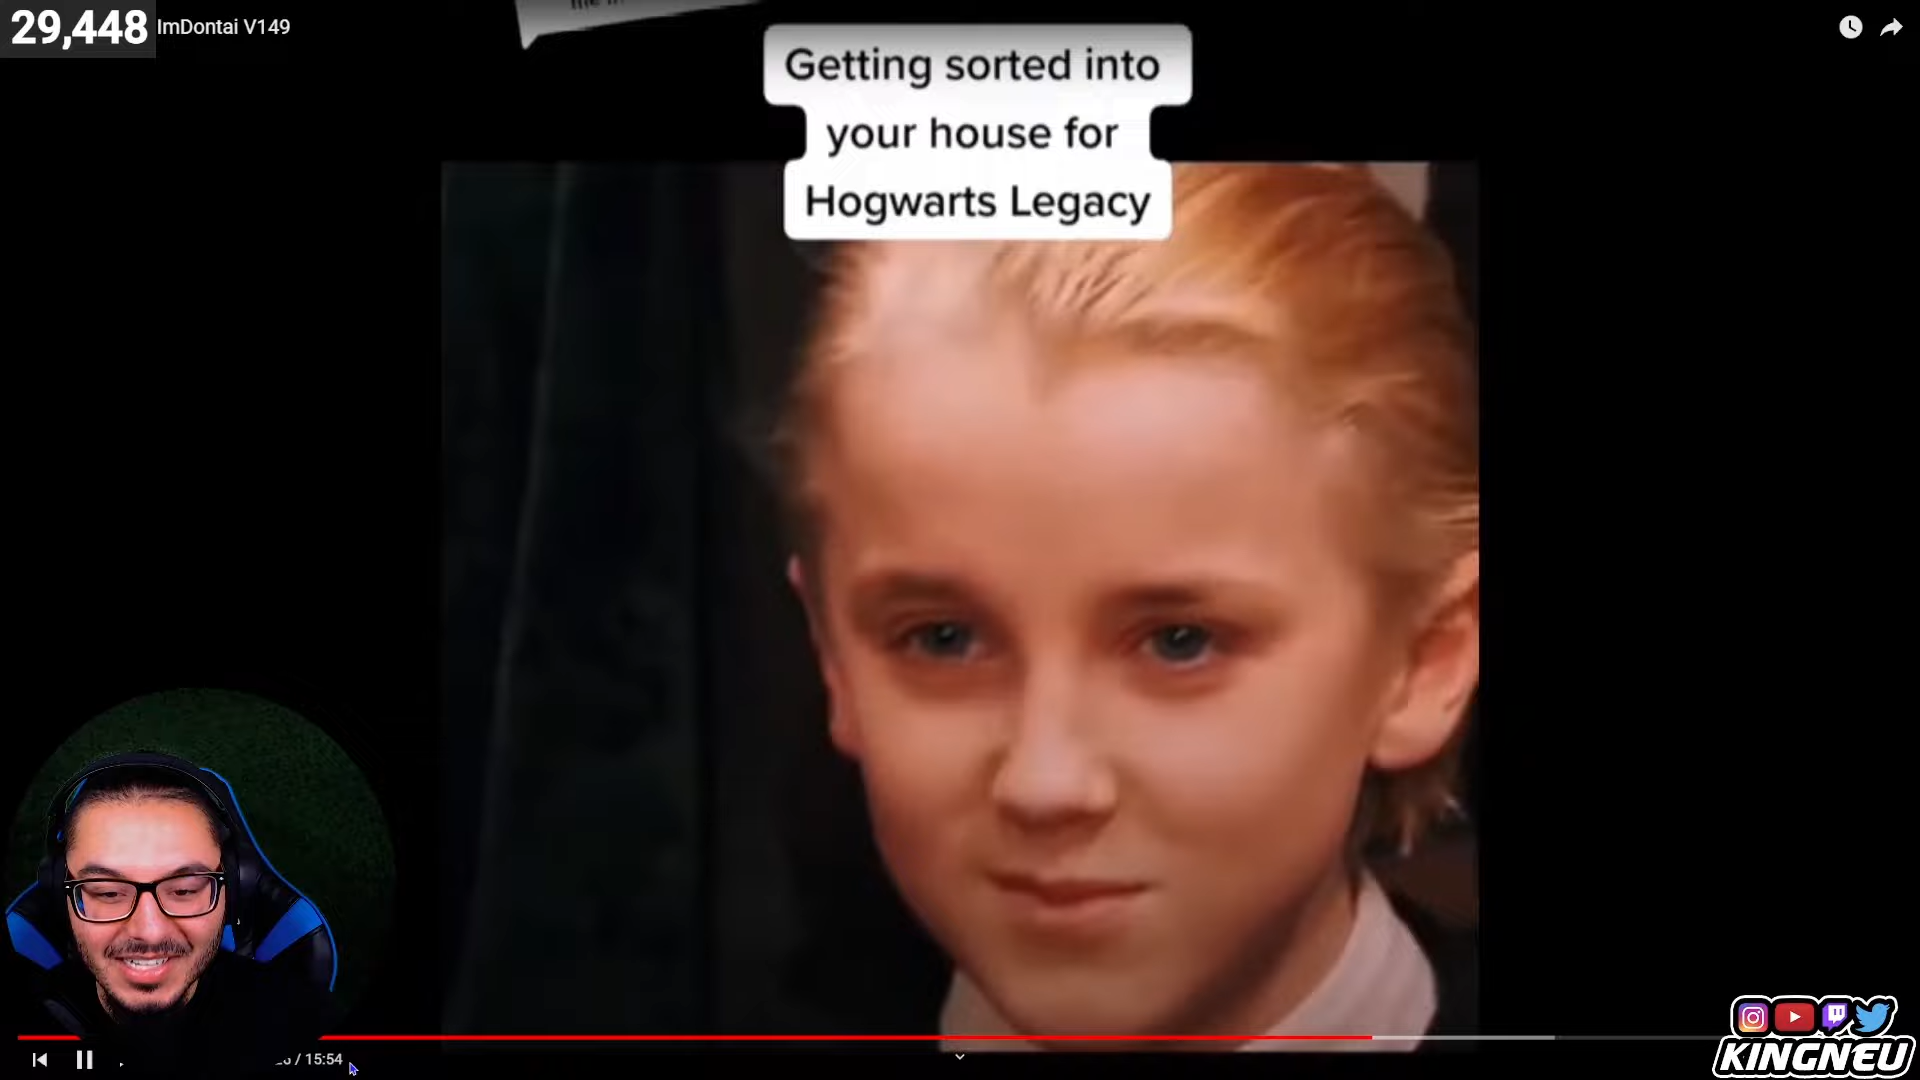 29,448
ImDontai V149
Getting sorted into
your house for
Hogwarts Legacy
/ 15:54
KINGNEU